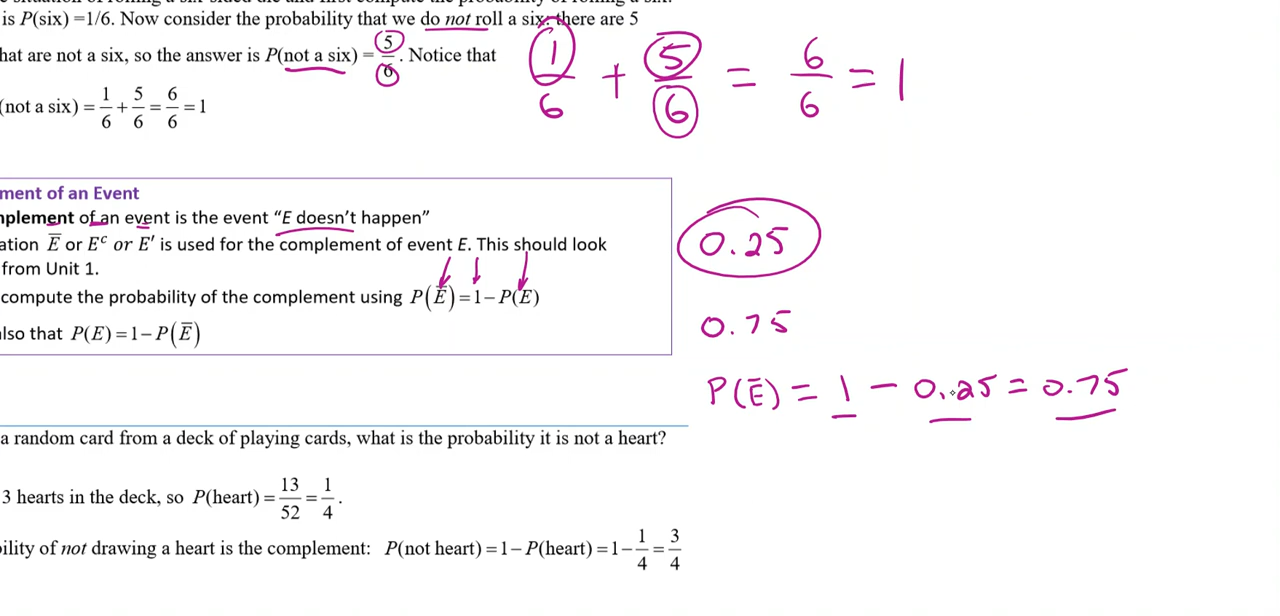 is P(six) =1/6. Now consider the probability that we do not roll a six: there are 5
hat are not a six, so the answer is P(not a six) = 5/6. Notice that
(not a six) = 1/6 + 5/6 = 6/6 = 1
1/6 + 5/6 = 6/6 = 1
ment of an Event
mplement of an event is the event “E doesn’t happen”
ation E̅ or Eᶜ or E′ is used for the complement of event E. This should look
from Unit 1.
compute the probability of the complement using P(E̅) = 1 − P(E)
lso that P(E) = 1 − P(E̅)
0.25
0.75
P(E̅) = 1 − 0.25 = 0.75
a random card from a deck of playing cards, what is the probability it is not a heart?
3 hearts in the deck, so P(heart) = 13/52 = 1/4.
ility of not drawing a heart is the complement: P(not heart) = 1 − P(heart) = 1 − 1/4 = 3/4